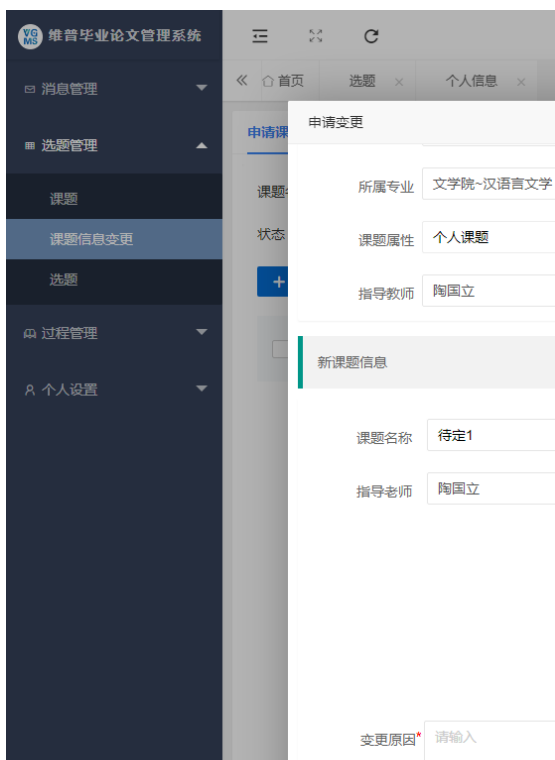 VG MS 维普毕业论文管理系统
首页 选题 × 个人信息 ×
消息管理
选题管理
课题
课题信息变更
选题
过程管理
个人设置
申请课
课题
状态
+
申请变更
所属专业 文学院~汉语言文学
课题属性 个人课题
指导教师 陶国立
新课题信息
课题名称 待定1
指导老师 陶国立
变更原因* 请输入